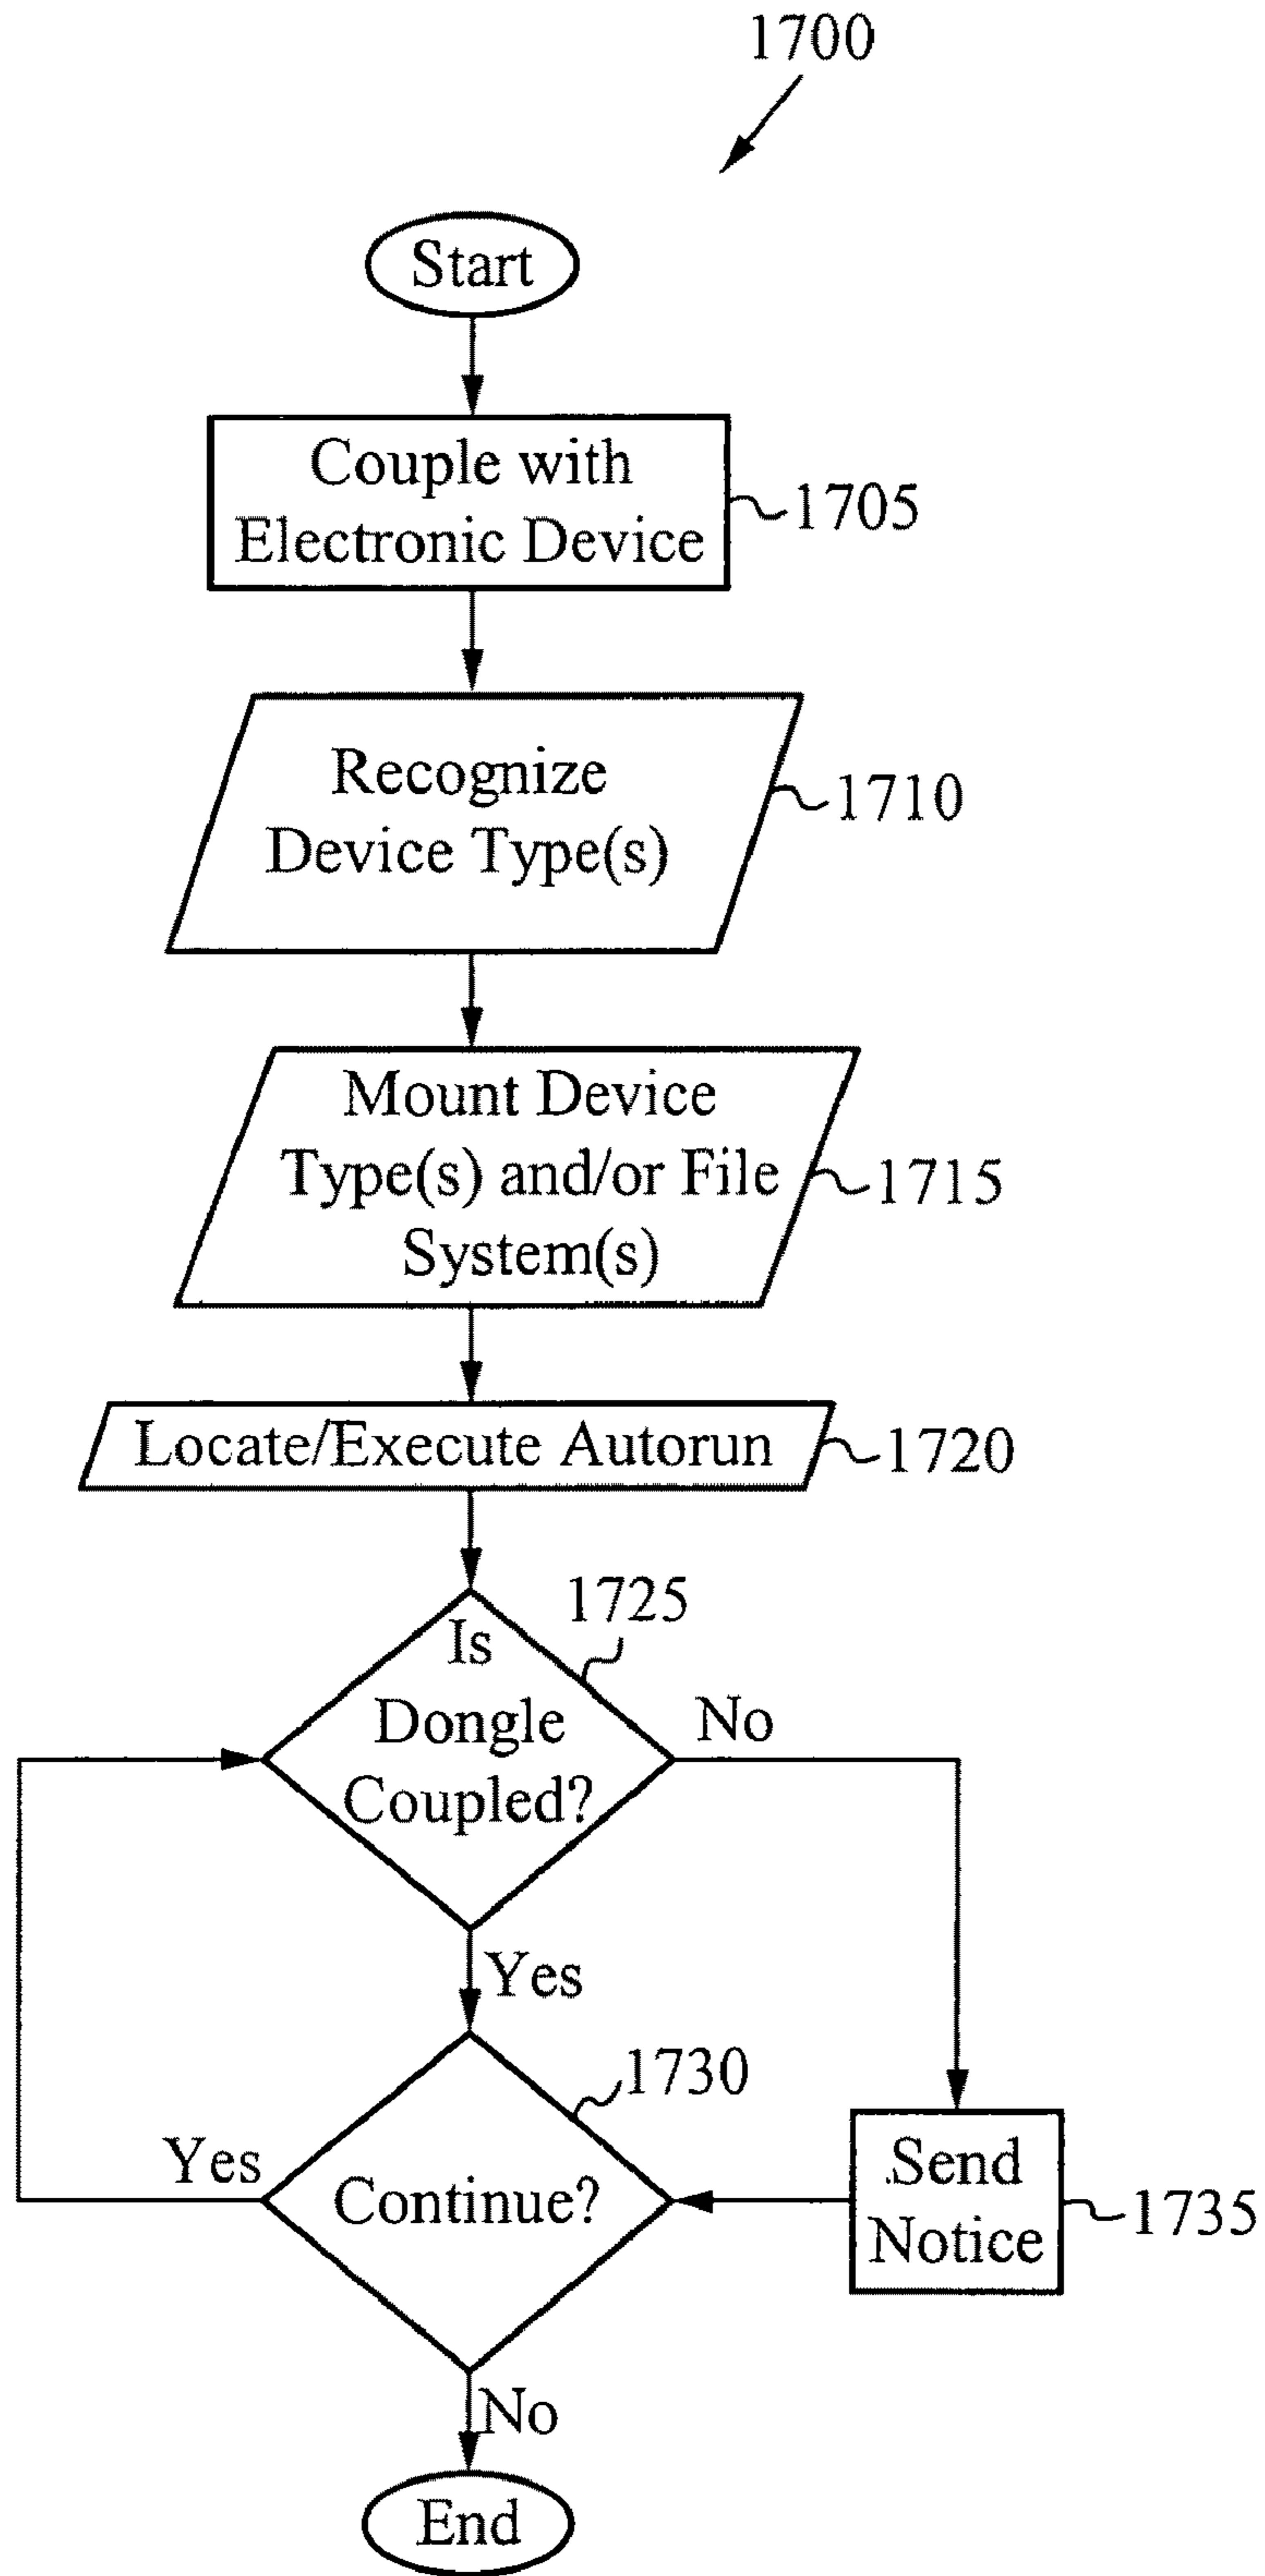 1700
Start
Couple with
Electronic Device
1705
Recognize
Device Type(s)
1710
Mount Device
Type(s) and/or File
System(s)
1715
Locate/Execute Autorun
1720
1725
Is
Dongle
Coupled?
No
Yes
1730
Continue?
Yes
Send
Notice
1735
No
End